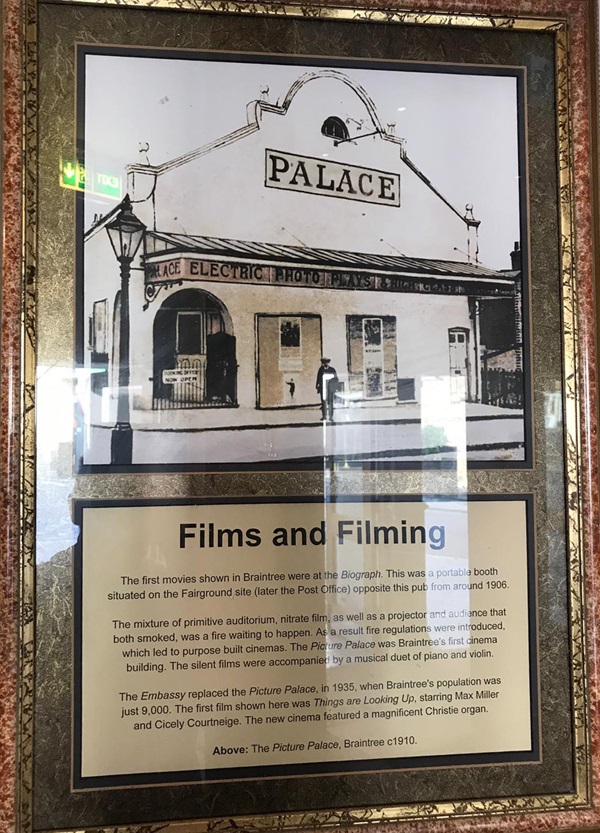 PALACE
PALACE ELECTRIC PHOTO PLAYS
NOW OPEN
Films and Filming
The first movies shown in Braintree were at the Biograph. This was a portable booth
situated on the Fairground site (later the Post Office) opposite this pub from around 1906.
The mixture of primitive auditorium, nitrate film, as well as a projector and audience that
both smoked, was a fire waiting to happen. As a result fire regulations were introduced,
which led to purpose built cinemas. The Picture Palace was Braintree's first cinema
building. The silent films were accompanied by a musical duet of piano and violin.
The Embassy replaced the Picture Palace, in 1935, when Braintree's population was
just 9,000. The first film shown here was Things are Looking Up, starring Max Miller
and Cicely Courtneige. The new cinema featured a magnificent Christie organ.
Above: The Picture Palace, Braintree c1910.